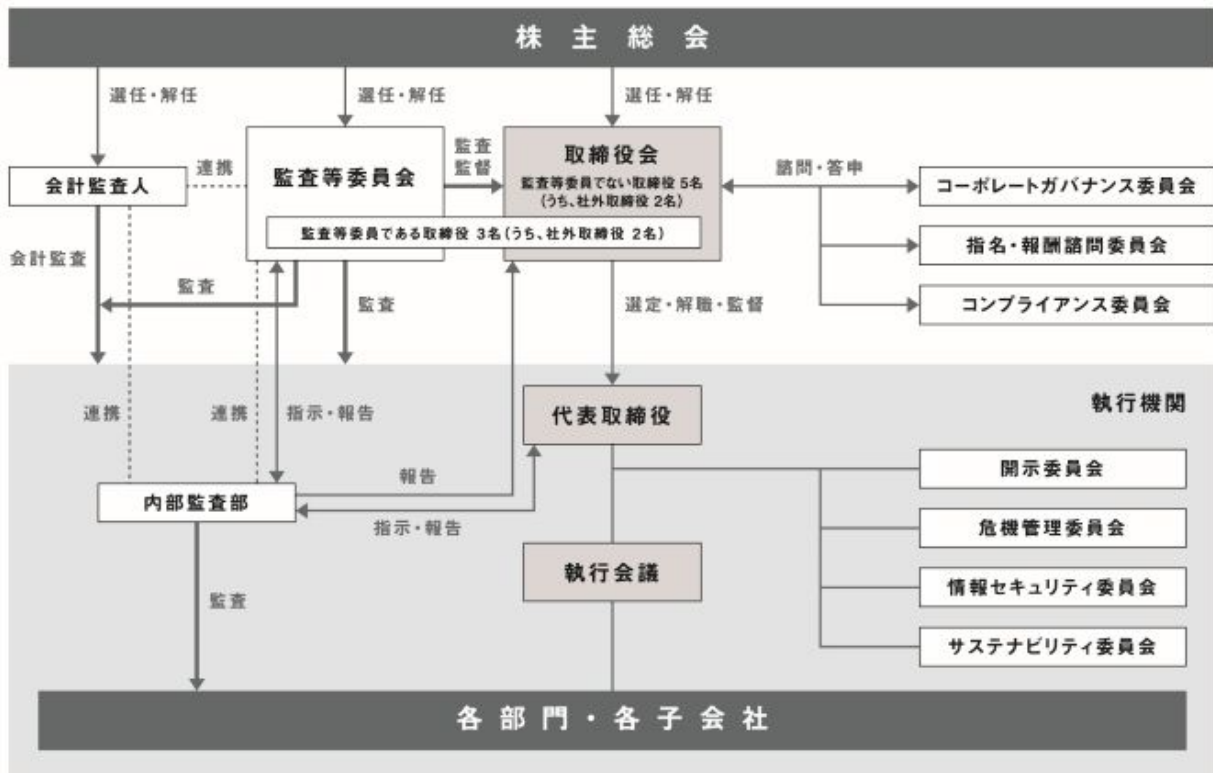 株主総会
選任・解任
選任・解任
選任・解任
会計監査人
連携
監査等委員会
監査
監督
取締役会
監査等委員でない取締役 5名
(うち、社外取締役 2名)
監査等委員である取締役 3名(うち、社外取締役 2名)
諮問・答申
コーポレートガバナンス委員会
指名・報酬諮問委員会
コンプライアンス委員会
会計監査
監査
監査
選定・解職・監督
執行機関
連携
連携
指示・報告
代表取締役
報告
内部監査部
指示・報告
開示委員会
危機管理委員会
執行会議
情報セキュリティ委員会
サステナビリティ委員会
監査
各部門・各子会社